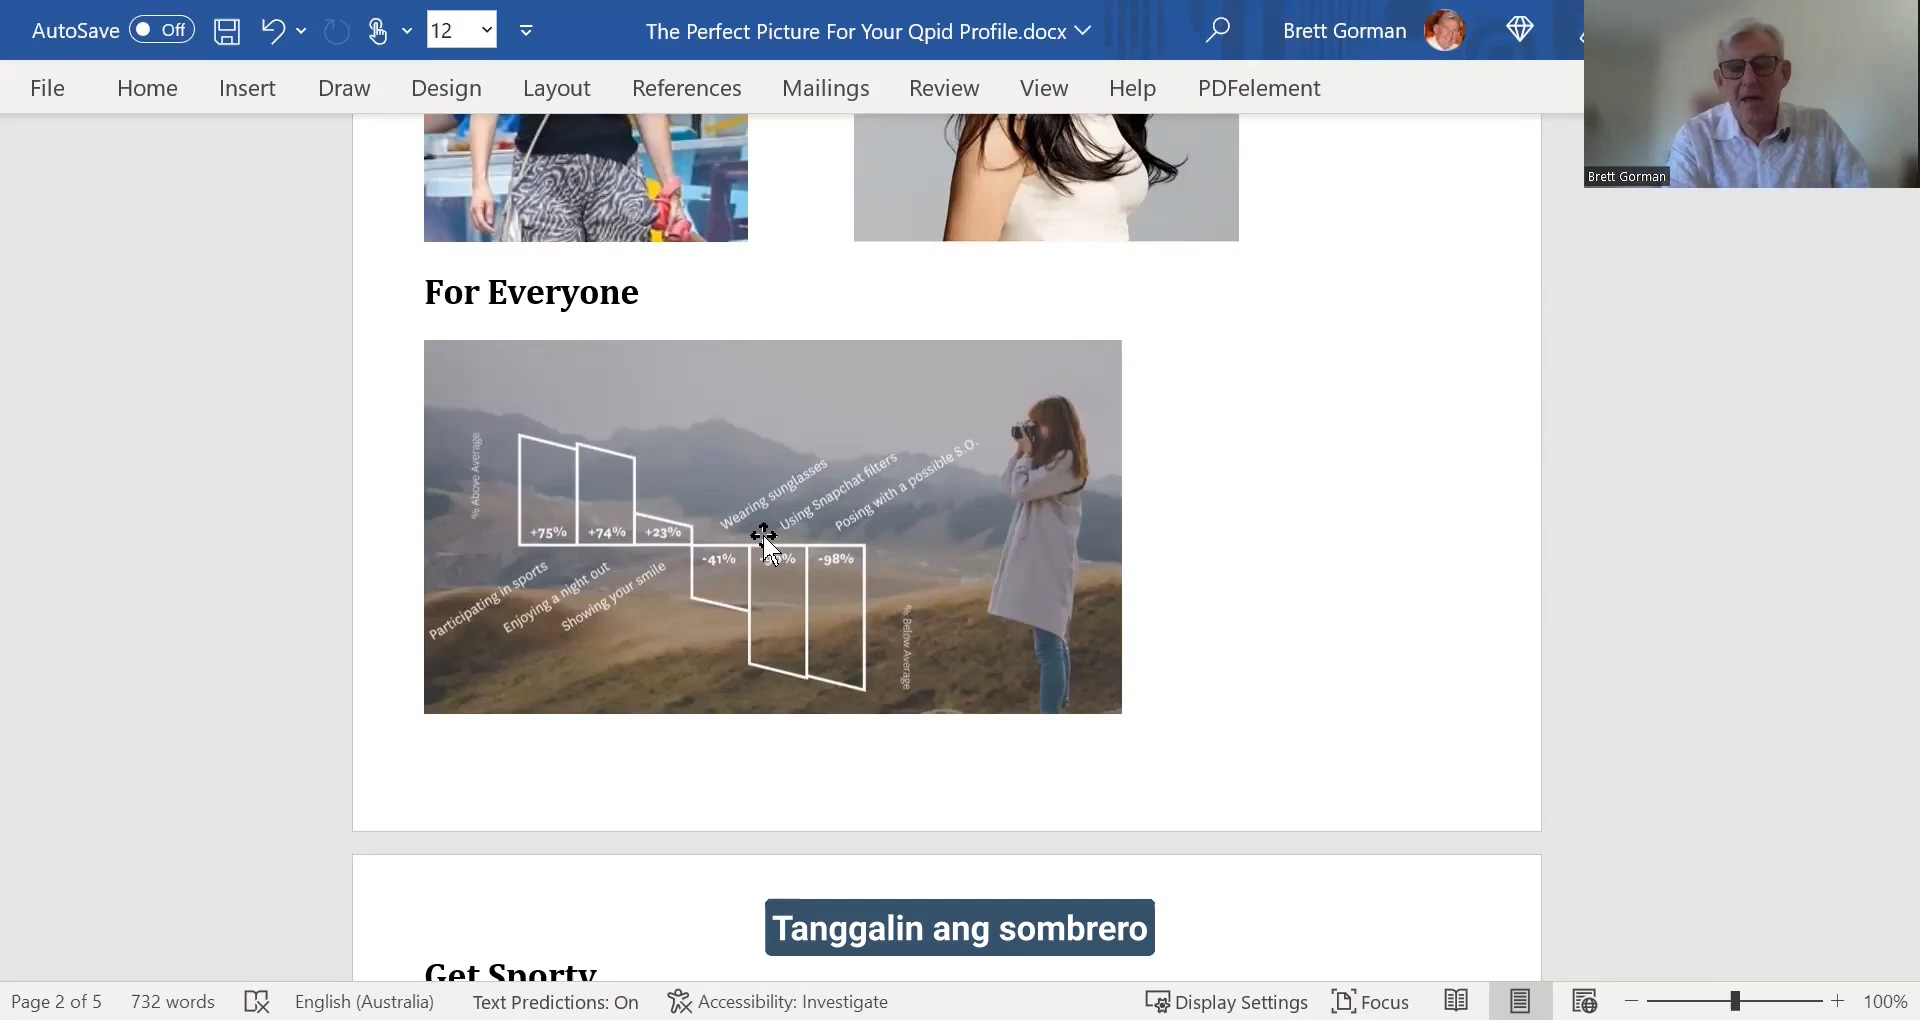 AutoSave Off 12 The Perfect Picture For Your Qpid Profile.docx Brett Gorman
File Home Insert Draw Design Layout References Mailings Review View Help PDFelement
Brett Gorman
For Everyone
% Above Average
Wearing sunglasses
Using Snapchat filters
Posing with a possible S.O.
+75% +74% +23%
-41% -98%
Participating in sports
Enjoying a night out
Showing your smile
% Below Average
Tanggalin ang sombrero
Get Sporty
Page 2 of 5 732 words English (Australia) Text Predictions: On Accessibility: Investigate Display Settings Focus 100%